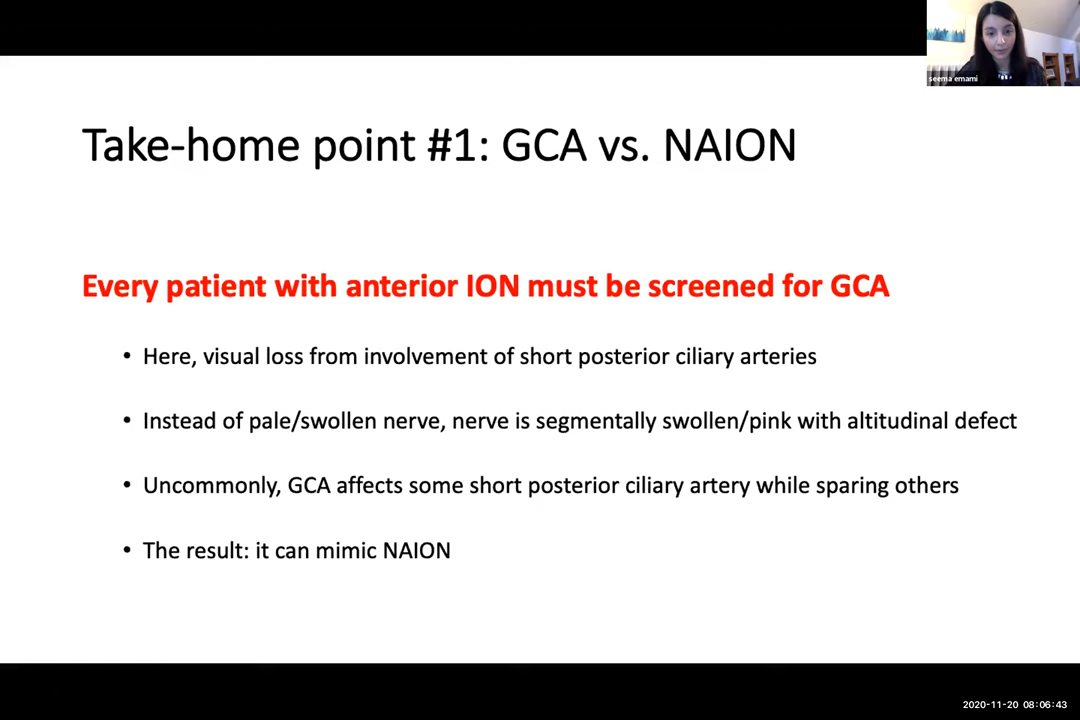 seema emami
Take-home point #1: GCA vs. NAION
Every patient with anterior ION must be screened for GCA
• Here, visual loss from involvement of short posterior ciliary arteries
• Instead of pale/swollen nerve, nerve is segmentally swollen/pink with altitudinal defect
• Uncommonly, GCA affects some short posterior ciliary artery while sparing others
• The result: it can mimic NAION
2020-11-20 08:06:43